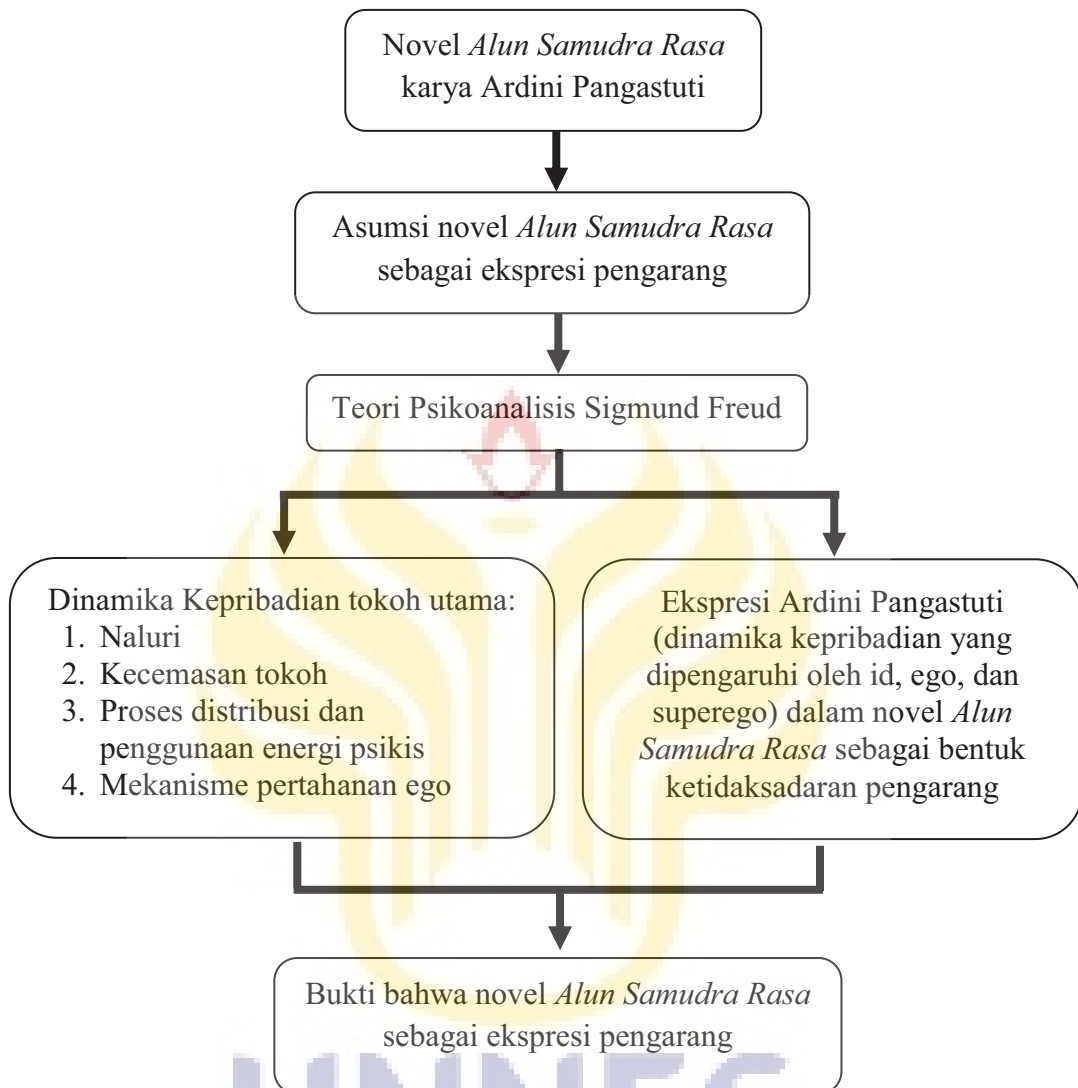 Novel Alun Samudra Rasa
karya Ardini Pangastuti
Asumsi novel Alun Samudra Rasa
sebagai ekspresi pengarang
Teori Psikoanalisis Sigmund Freud
Dinamika Kepribadian tokoh utama:
1. Naluri
2. Kecemasan tokoh
3. Proses distribusi dan
penggunaan energi psikis
4. Mekanisme pertahanan ego
Ekspresi Ardini Pangastuti
(dinamika kepribadian yang
dipengaruhi oleh id, ego, dan
superego) dalam novel Alun
Samudra Rasa sebagai bentuk
ketidaksadaran pengarang
Bukti bahwa novel Alun Samudra Rasa
sebagai ekspresi pengarang